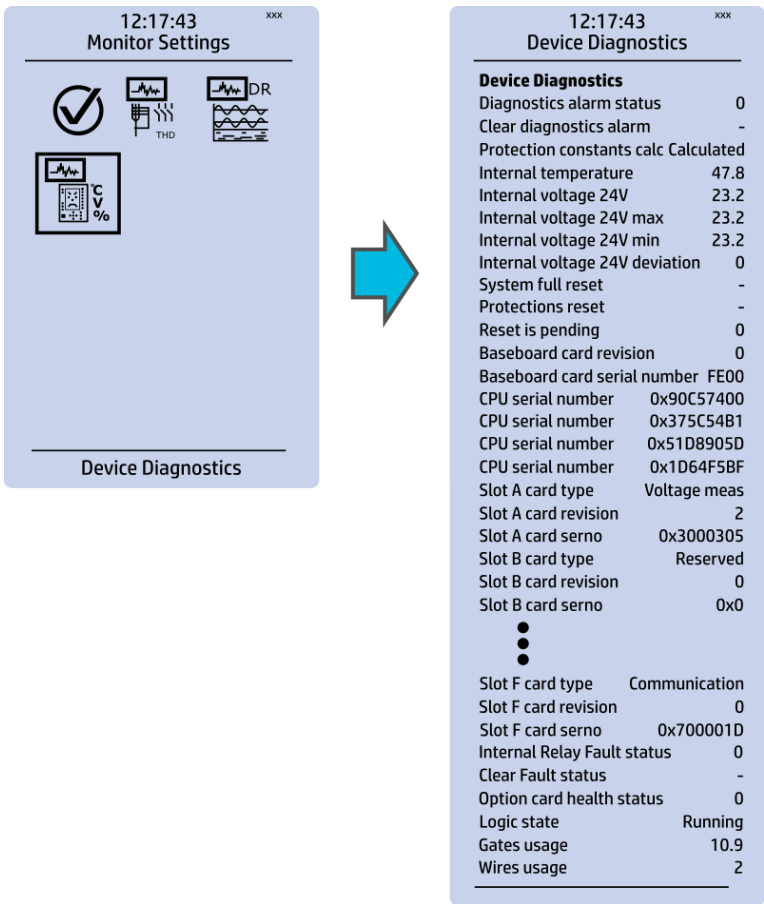 12:17:43 xxx
Monitor Settings
DR
THD
°C
V
%
Device Diagnostics
12:17:43 xxx
Device Diagnostics
Device Diagnostics
Diagnostics alarm status 0
Clear diagnostics alarm -
Protection constants calc Calculated
Internal temperature 47.8
Internal voltage 24V 23.2
Internal voltage 24V max 23.2
Internal voltage 24V min 23.2
Internal voltage 24V deviation 0
System full reset -
Protections reset -
Reset is pending 0
Baseboard card revision 0
Baseboard card serial number FE00
CPU serial number 0x90C57400
CPU serial number 0x375C54B1
CPU serial number 0x51D8905D
CPU serial number 0x1D64F5BF
Slot A card type Voltage meas
Slot A card revision 2
Slot A card serno 0x3000305
Slot B card type Reserved
Slot B card revision 0
Slot B card serno 0x0
Slot F card type Communication
Slot F card revision 0
Slot F card serno 0x700001D
Internal Relay Fault status 0
Clear Fault status -
Option card health status 0
Logic state Running
Gates usage 10.9
Wires usage 2